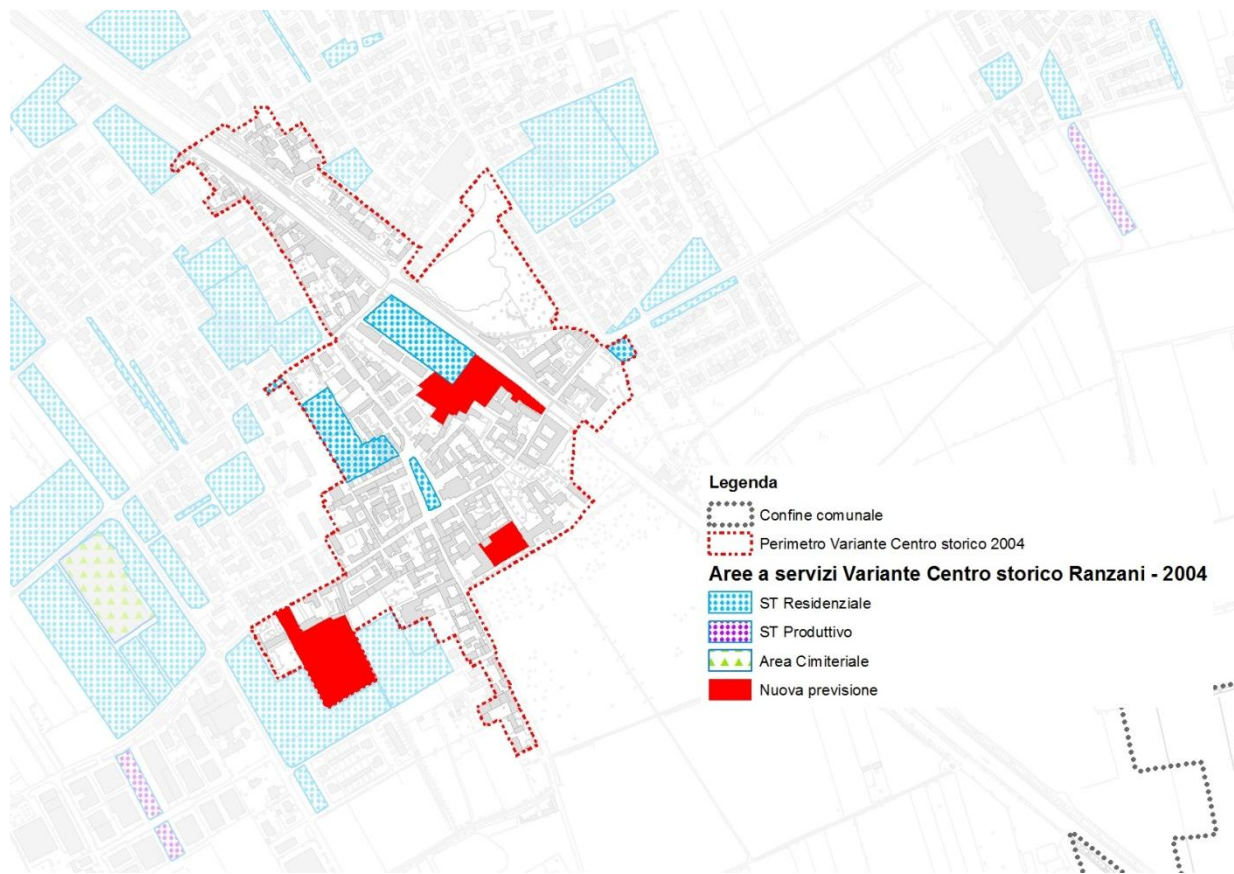 Legenda
Confine comunale
Perimetro Variante Centro storico 2004
Aree a servizi Variante Centro storico Ranzani - 2004
ST Residenziale
ST Produttivo
Area Cimiteriale
Nuova previsione